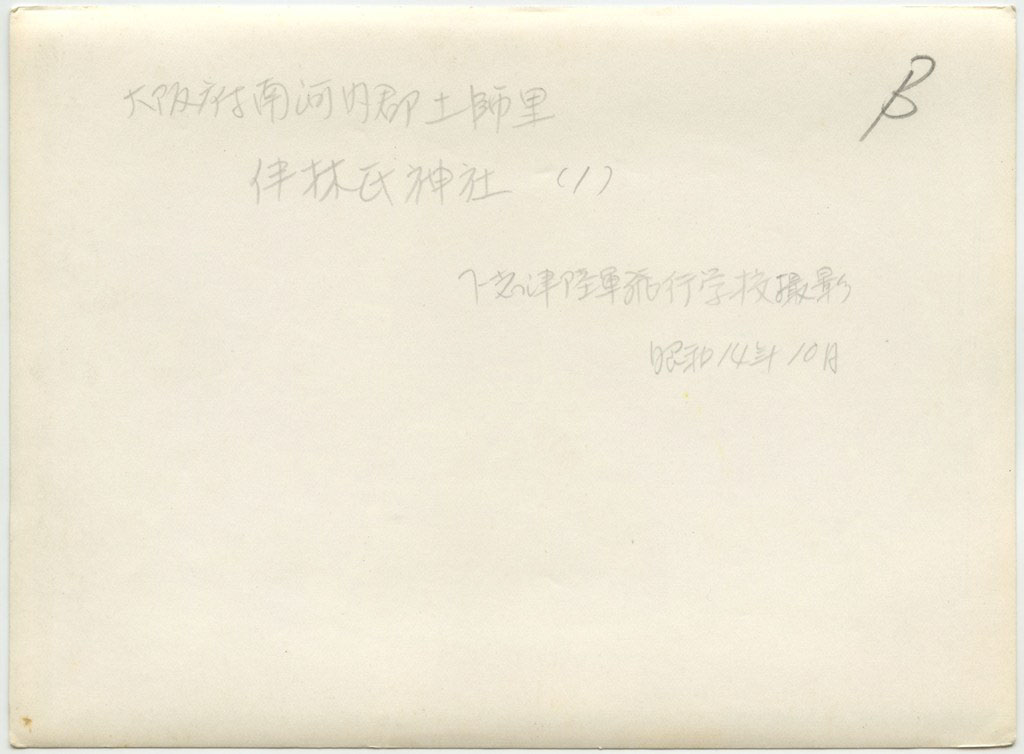 大阪府南河内郡土師里
伴林氏神社 (1)
下志津陸軍飛行学校撮影
昭和14年10月
B